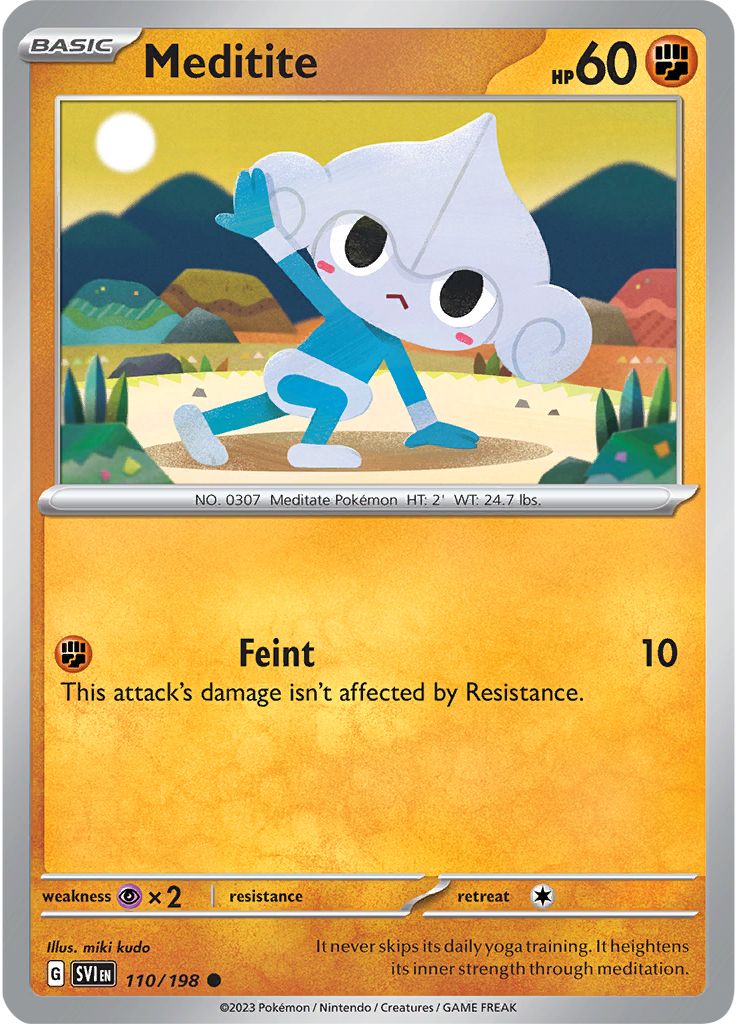 BASIC
Meditite
HP 60
NO. 0307 Meditate Pokémon HT: 2' WT: 24.7 lbs.
Feint 10
This attack's damage isn't affected by Resistance.
weakness ×2 resistance retreat
Illus. miki kudo
It never skips its daily yoga training. It heightens
its inner strength through meditation.
G SVI EN 110/198
©2023 Pokémon / Nintendo / Creatures / GAME FREAK